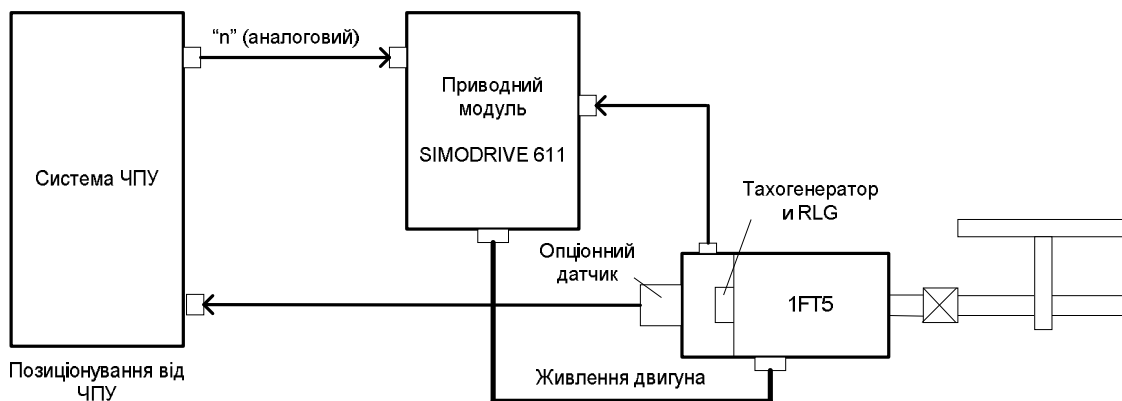 “n” (аналоговий)
Приводний
модуль
SIMODRIVE 611
Система ЧПУ
Тахогенератор
и RLG
Опціонний
датчик
1FT5
Позиціонування від
ЧПУ
Живлення двигуна